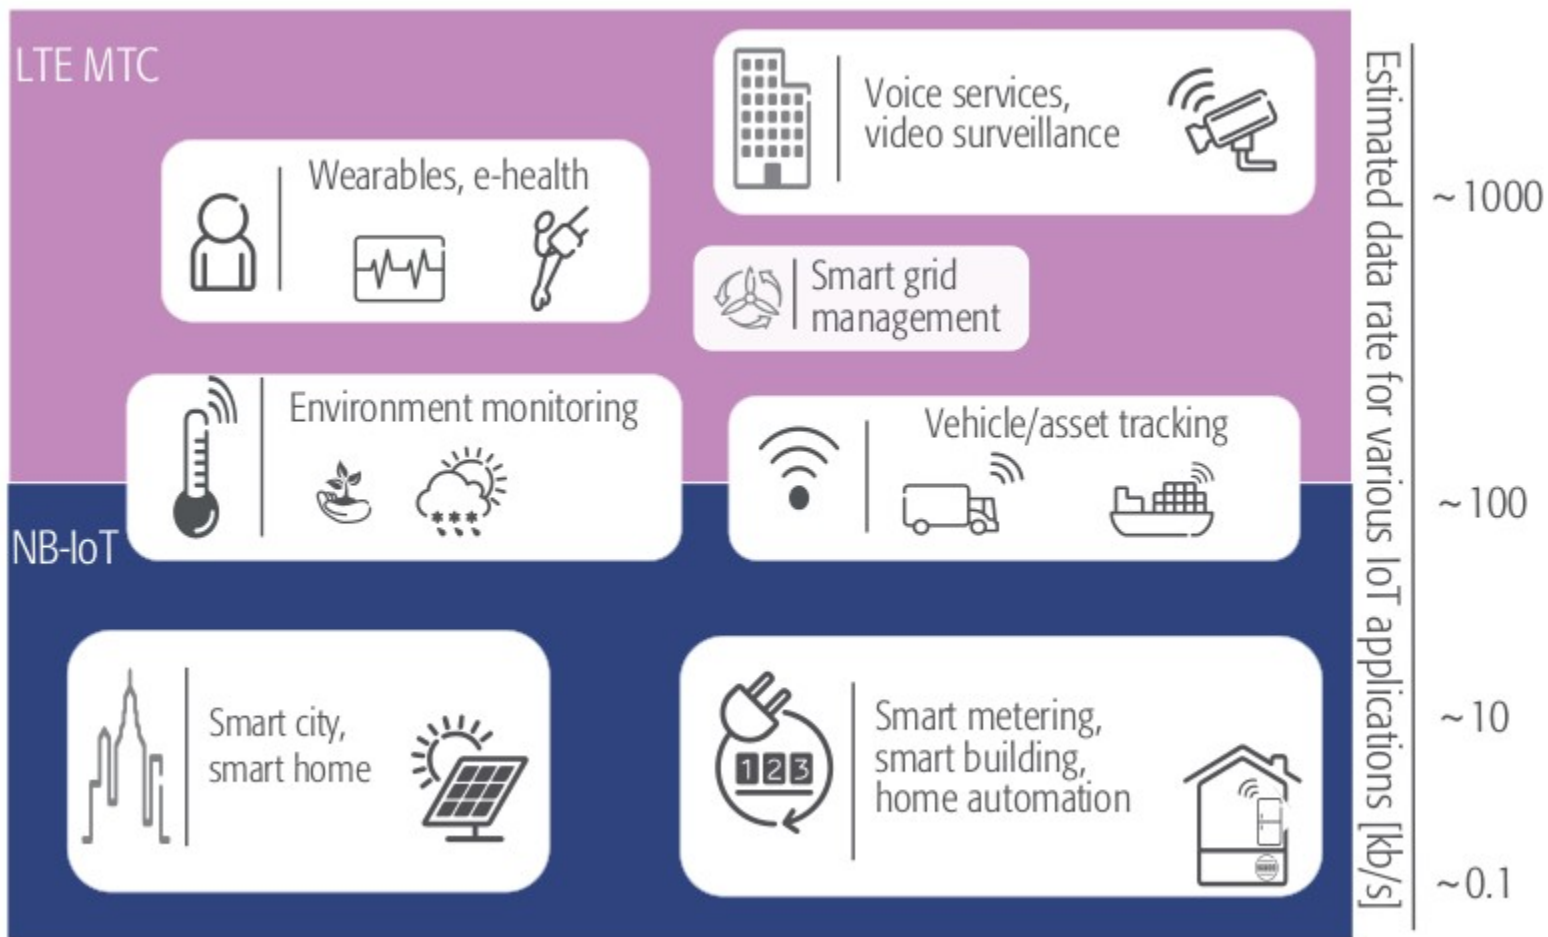 LTE MTC
Voice services,
video surveillance
Wearables, e-health
Smart grid
management
Environment monitoring
Vehicle/asset tracking
NB-IoT
Smart city,
smart home
123
Smart metering,
smart building,
home automation
Estimated data rate for various IoT applications [kb/s]
~1000
~100
~10
~0.1